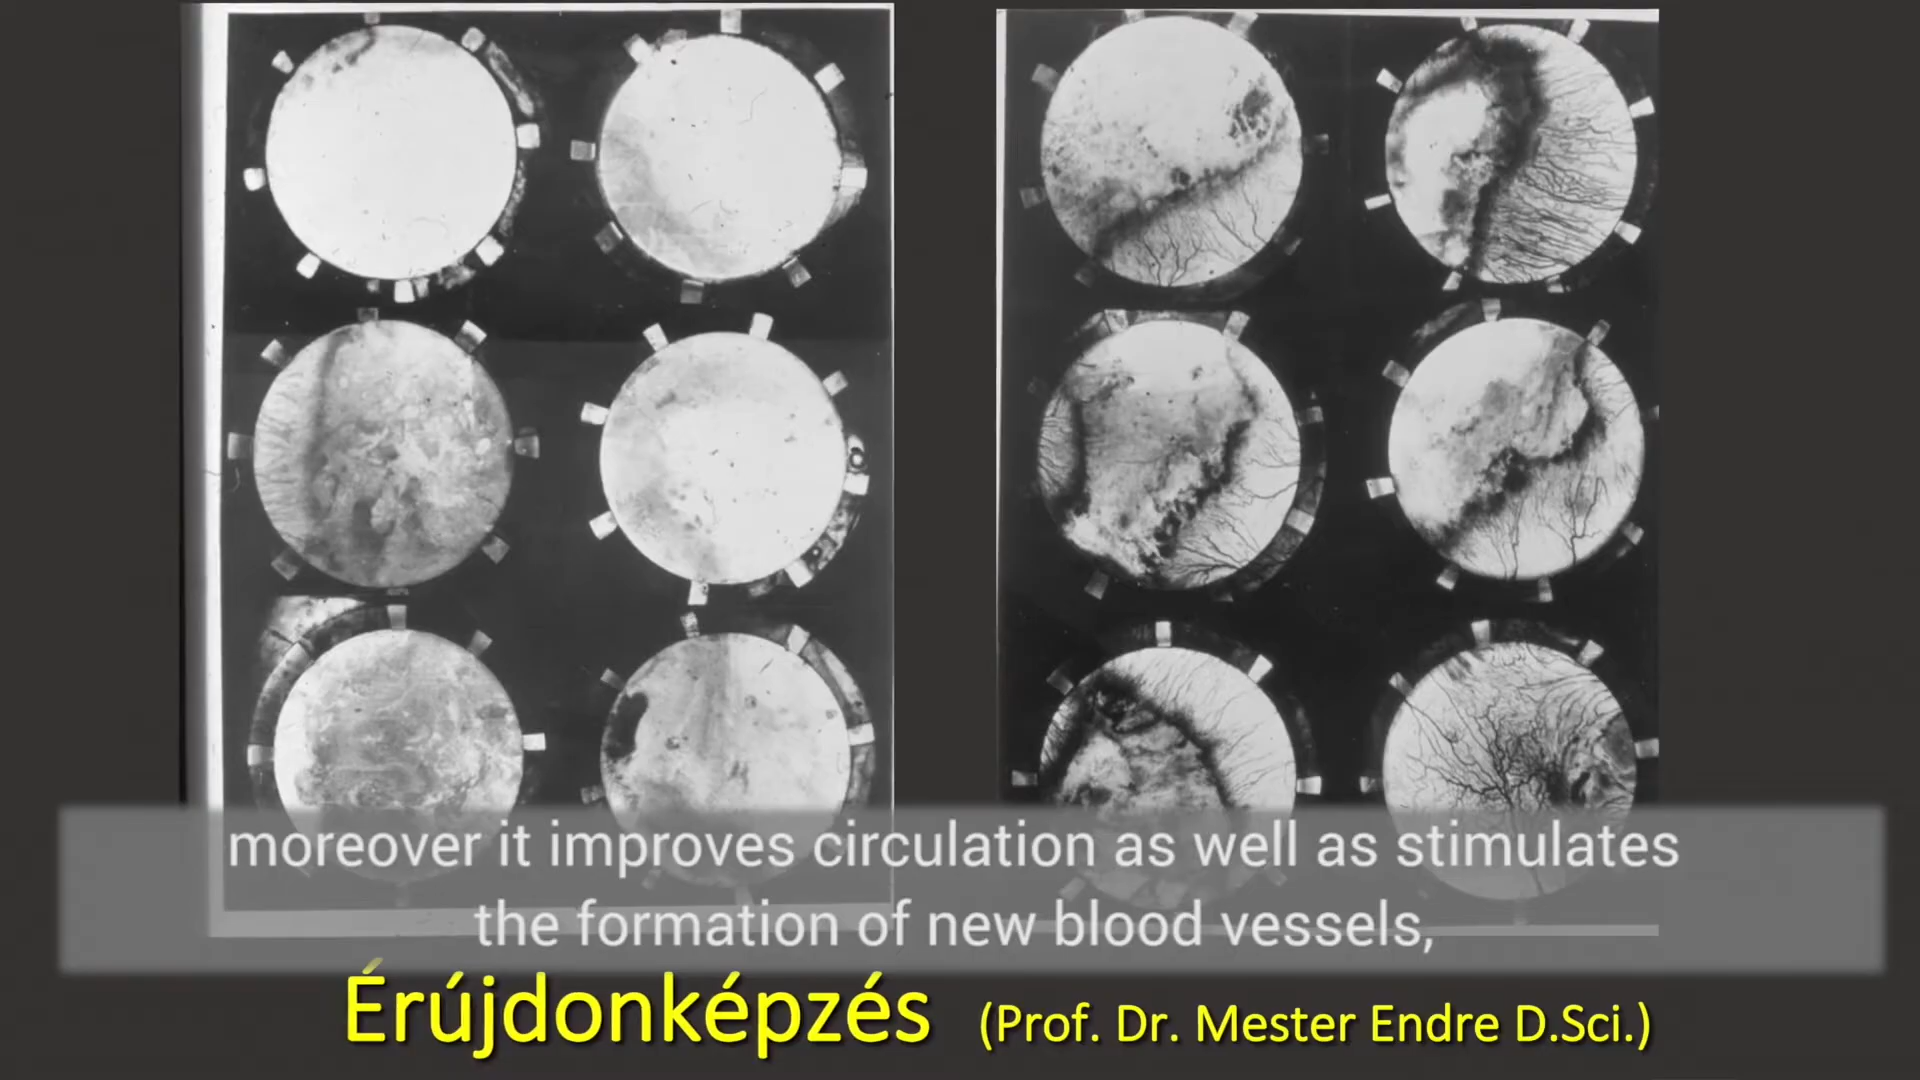 moreover it improves circulation as well as stimulates
the formation of new blood vessels,
Érújdonképzés (Prof. Dr. Mester Endre D.Sci.)